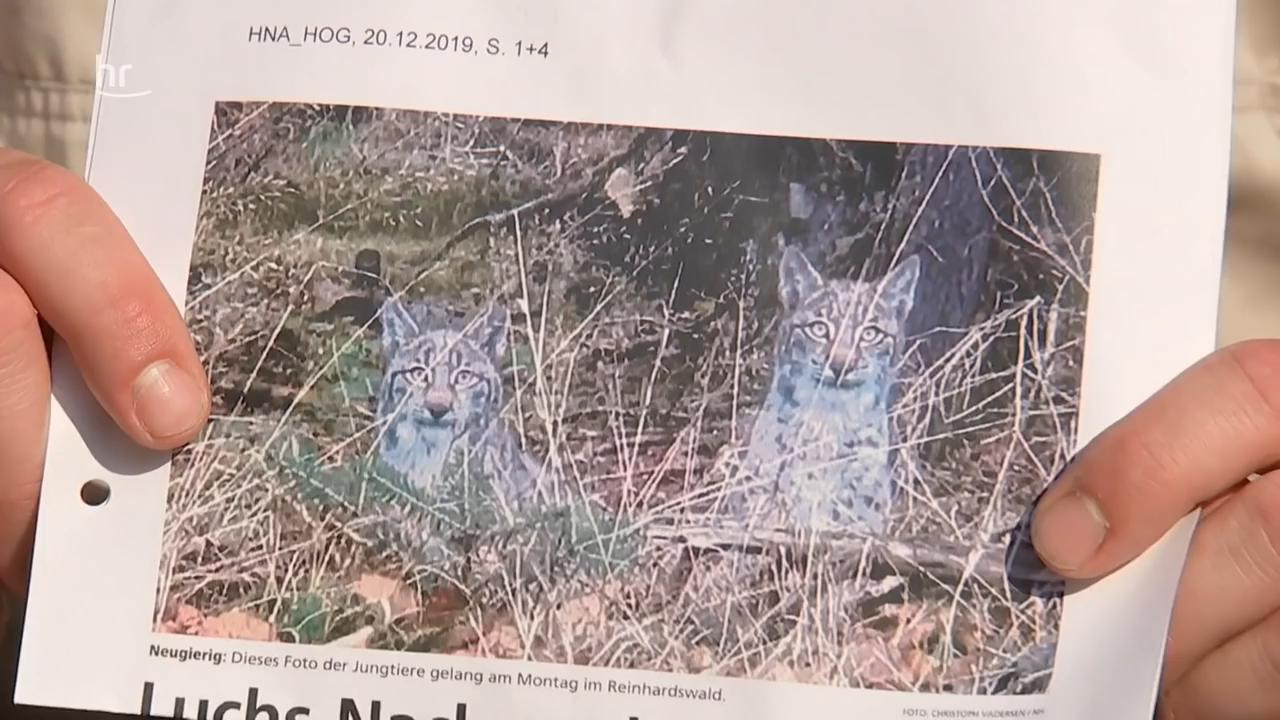 HNA_HOG, 20.12.2019, S. 1+4
hr
Neugierig: Dieses Foto der Jungtiere gelang am Montag im Reinhardswald.
FOTO: CHRISTOPH VADERSEN / NH
Luchs